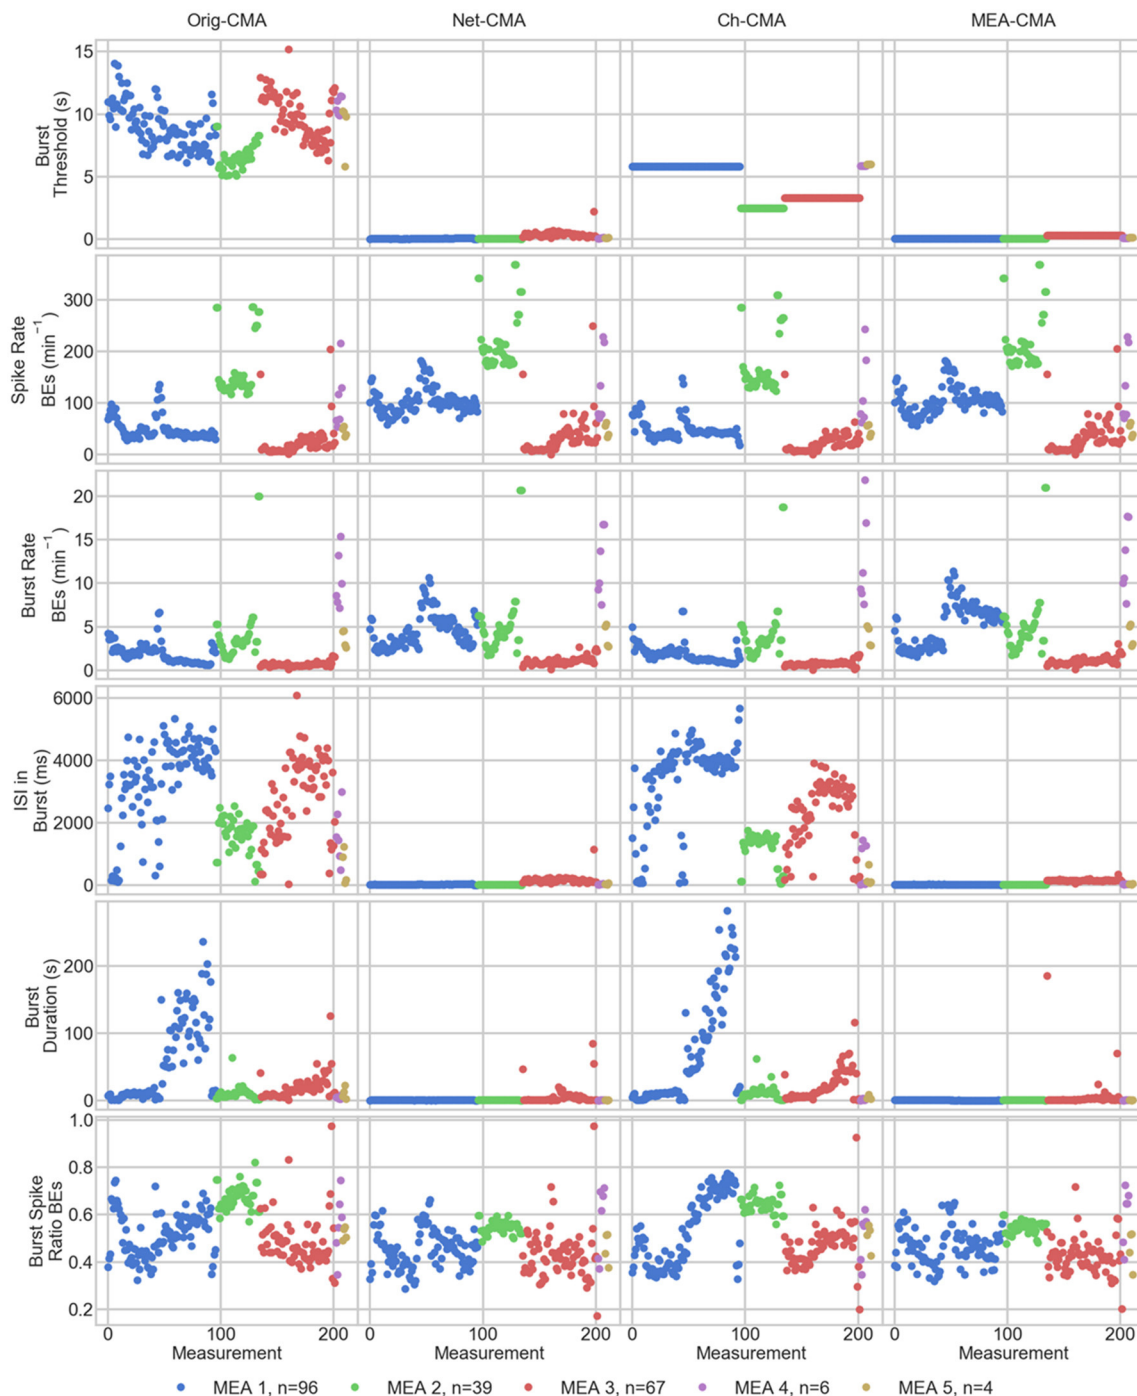 Orig-CMA Net-CMA Ch-CMA MEA-CMA
Burst
Threshold (s)
15
10
5
0
Spike Rate
BEs (min⁻¹)
300
200
100
0
Burst Rate
BEs (min⁻¹)
20
15
10
5
0
ISI in
Burst (ms)
6000
4000
2000
0
Burst
Duration (s)
200
100
0
Burst Spike
Ratio BEs
1.0
0.8
0.6
0.4
0.2
0 100 200 0 100 200 0 100 200 0 100 200
Measurement Measurement Measurement Measurement
MEA 1, n=96 MEA 2, n=39 MEA 3, n=67 MEA 4, n=6 MEA 5, n=4